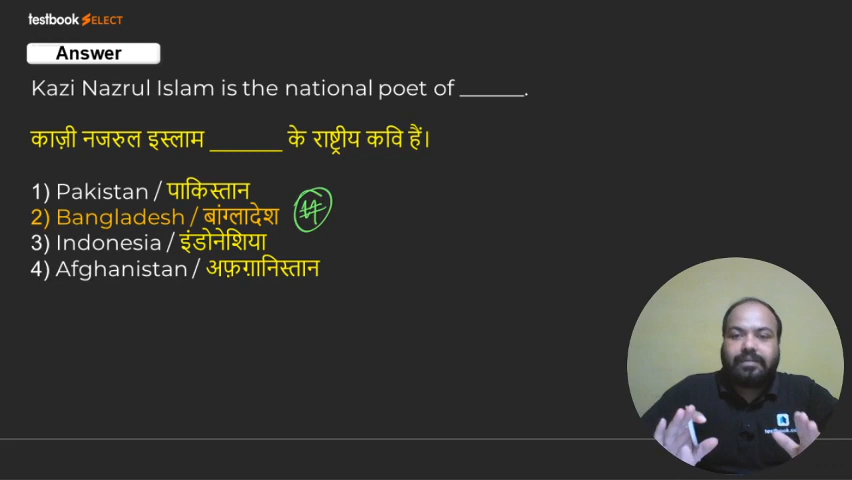 testbook SELECT
Answer
Kazi Nazrul Islam is the national poet of ______.
काज़ी नजरुल इस्लाम _______ के राष्ट्रीय कवि हैं।
1) Pakistan / पाकिस्तान
2) Bangladesh / बांग्लादेश
3) Indonesia / इंडोनेशिया
4) Afghanistan / अफ़ग़ानिस्तान